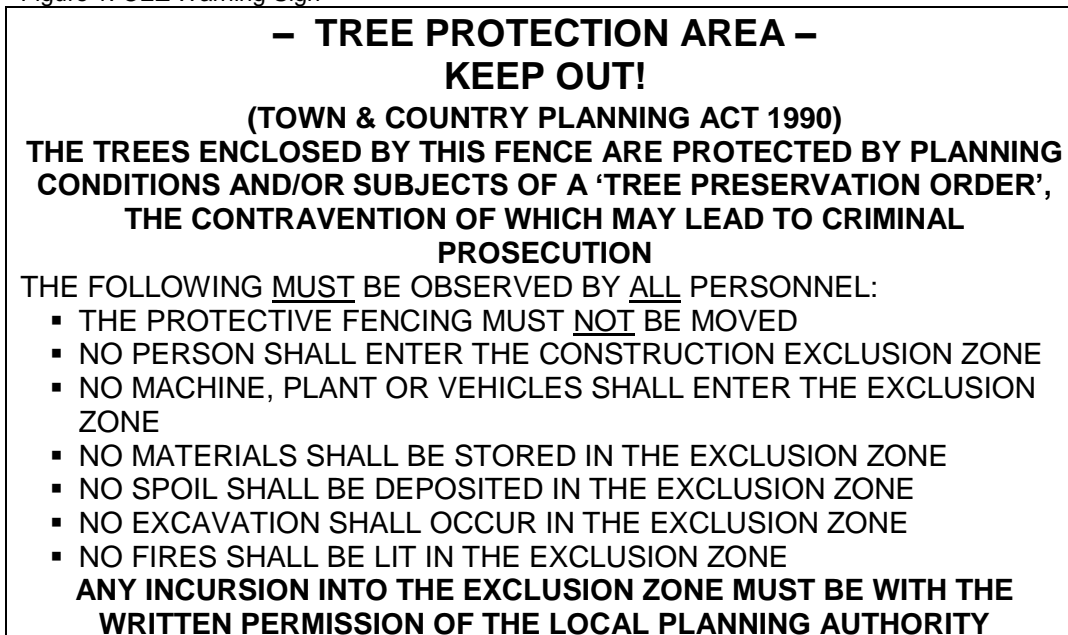 – TREE PROTECTION AREA –
KEEP OUT!
(TOWN & COUNTRY PLANNING ACT 1990)
THE TREES ENCLOSED BY THIS FENCE ARE PROTECTED BY PLANNING
CONDITIONS AND/OR SUBJECTS OF A ‘TREE PRESERVATION ORDER’,
THE CONTRAVENTION OF WHICH MAY LEAD TO CRIMINAL
PROSECUTION
THE FOLLOWING MUST BE OBSERVED BY ALL PERSONNEL:
▪ THE PROTECTIVE FENCING MUST NOT BE MOVED
▪ NO PERSON SHALL ENTER THE CONSTRUCTION EXCLUSION ZONE
▪ NO MACHINE, PLANT OR VEHICLES SHALL ENTER THE EXCLUSION
ZONE
▪ NO MATERIALS SHALL BE STORED IN THE EXCLUSION ZONE
▪ NO SPOIL SHALL BE DEPOSITED IN THE EXCLUSION ZONE
▪ NO EXCAVATION SHALL OCCUR IN THE EXCLUSION ZONE
▪ NO FIRES SHALL BE LIT IN THE EXCLUSION ZONE
ANY INCURSION INTO THE EXCLUSION ZONE MUST BE WITH THE
WRITTEN PERMISSION OF THE LOCAL PLANNING AUTHORITY